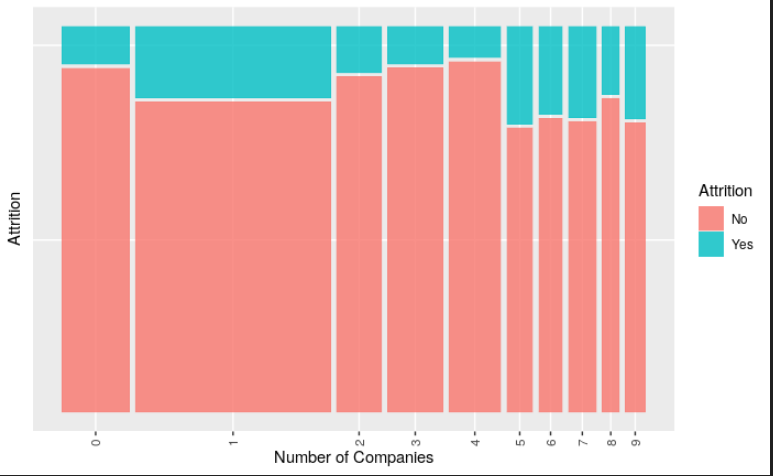 Attrition
Attrition
No
Yes
0 1 2 3 4 5 6 7 8 9
Number of Companies